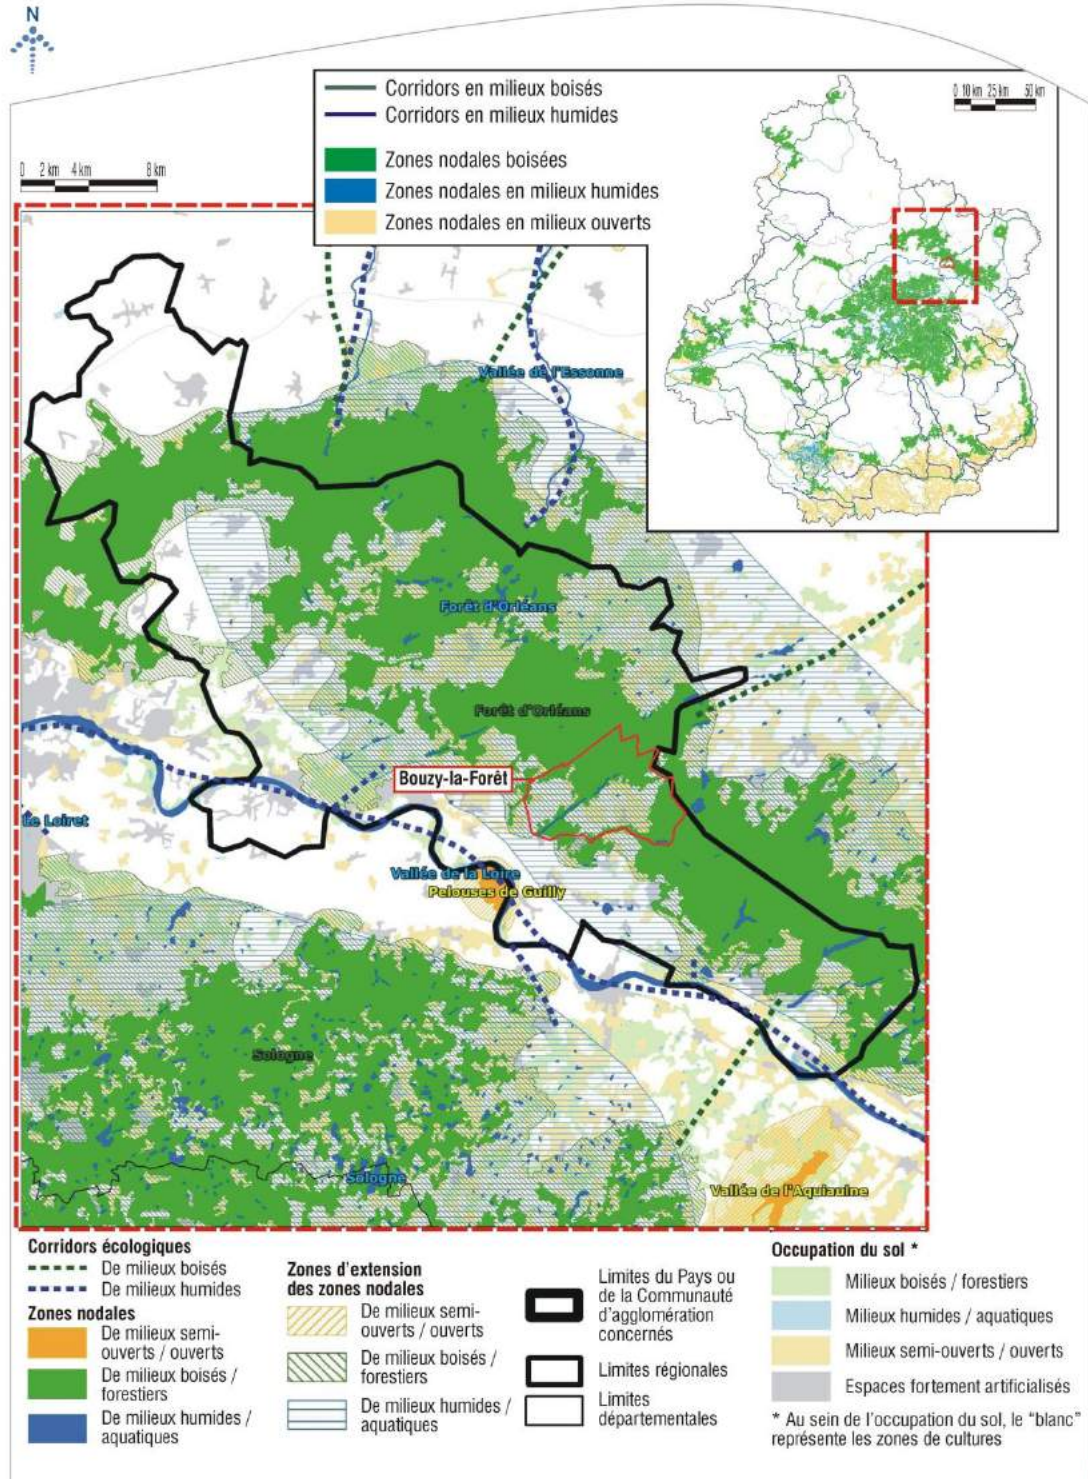 N
Corridors en milieux boisés
Corridors en milieux humides
Zones nodales boisées
Zones nodales en milieux humides
Zones nodales en milieux ouverts
0 10 km 25 km 50 km
0 2 km 4 km 8 km
Vallée de l'Essonne
Forêt d'Orléans
Forêt d'Orléans
Bouzy-la-Forêt
Le Loiret
Vallée de la Loire
Pelouses de Guilly
Sologne
Sologne
Vallée de l'Aquiaulne
Corridors écologiques
De milieux boisés
De milieux humides
Zones nodales
De milieux semi-
ouverts / ouverts
De milieux boisés /
forestiers
De milieux humides /
aquatiques
Zones d'extension
des zones nodales
De milieux semi-
ouverts / ouverts
De milieux boisés /
forestiers
De milieux humides /
aquatiques
Limites du Pays ou
de la Communauté
d'agglomération
concernés
Limites régionales
Limites
départementales
Occupation du sol *
Milieux boisés / forestiers
Milieux humides / aquatiques
Milieux semi-ouverts / ouverts
Espaces fortement artificialisés
* Au sein de l'occupation du sol, le "blanc"
représente les zones de cultures